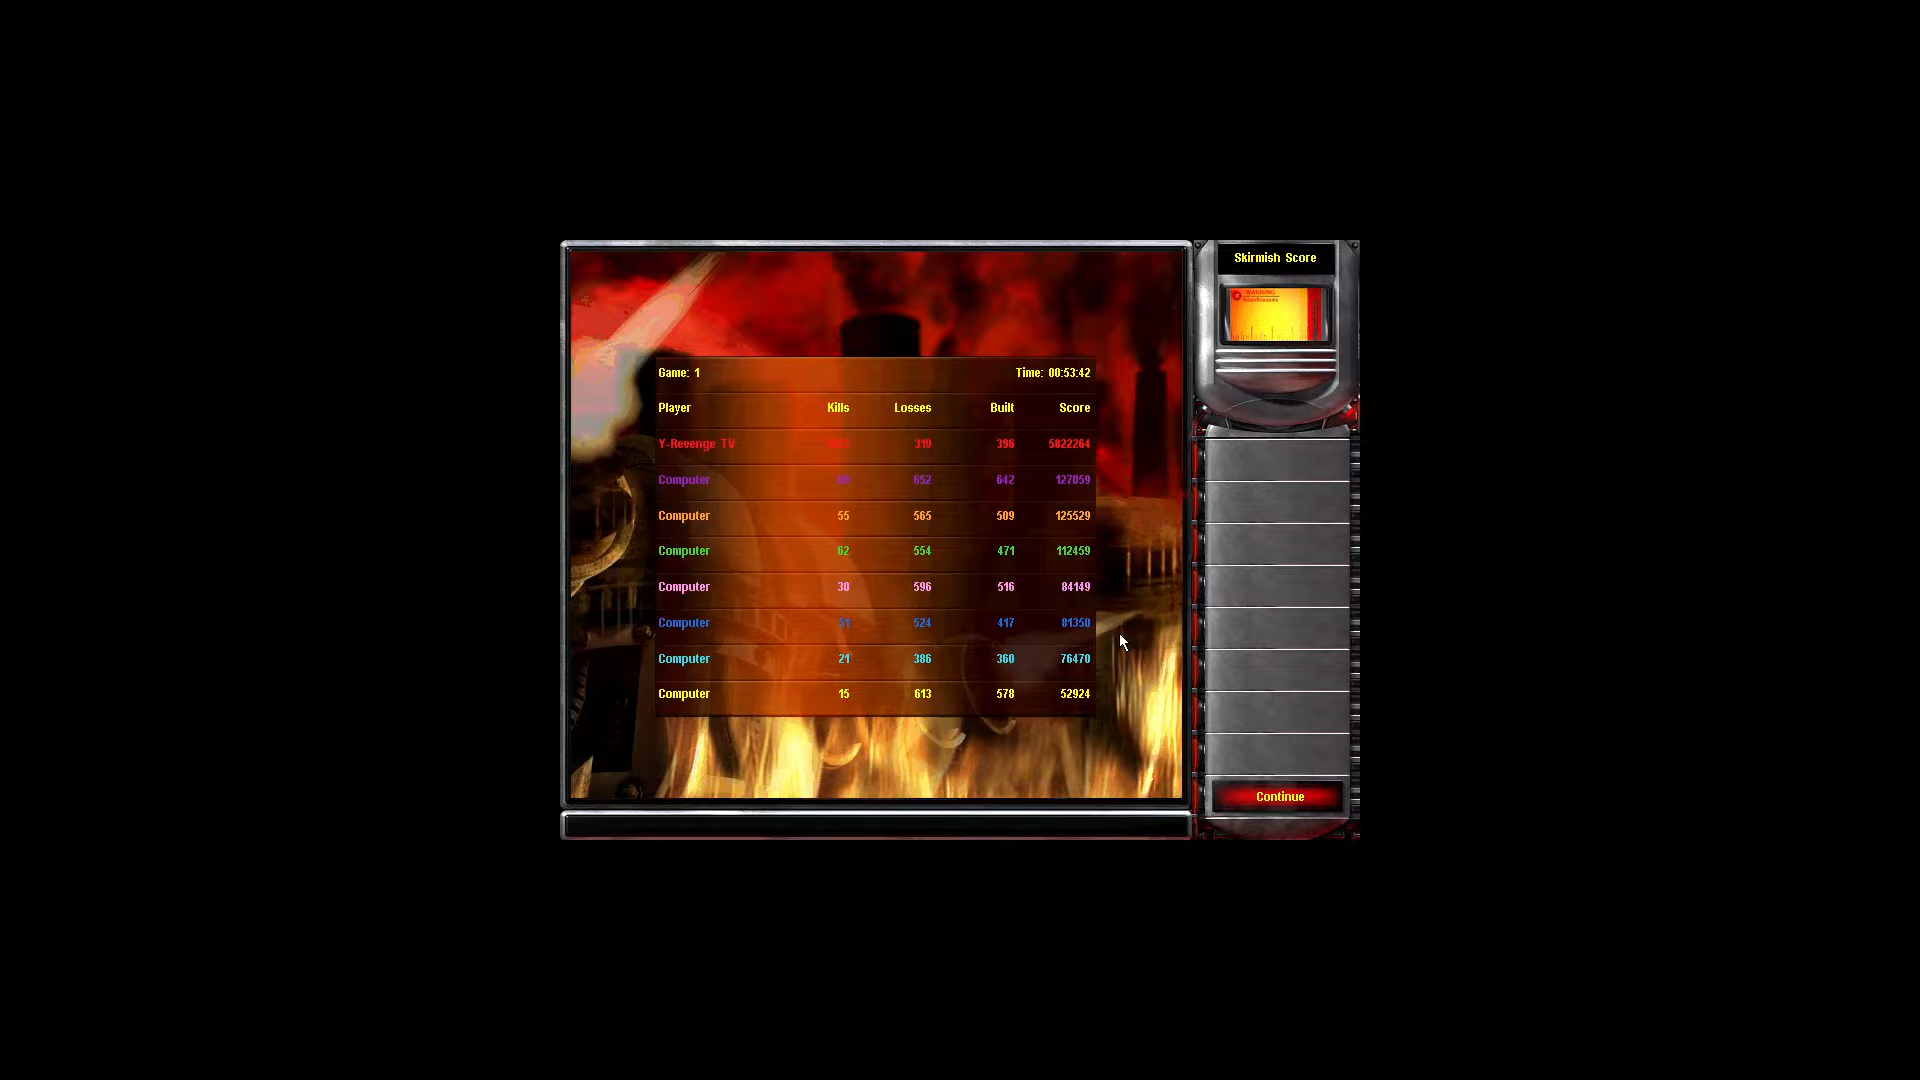 Skirmish Score
WARNING
Game: 1 Time: 00:53:42
Player Kills Losses Built Score
Y-Revenge TV 319 396 5822264
Computer 652 642 127059
Computer 55 565 509 125529
Computer 62 554 471 112459
Computer 30 596 516 84149
Computer 51 524 417 81350
Computer 21 386 360 76470
Computer 15 613 578 52924
Continue